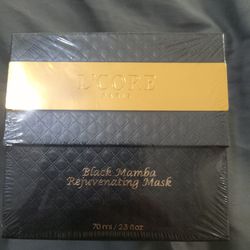 L'CORE
PARIS
Black Mamba
Rejuvenating Mask
70 ml / 2.3 fl.oz